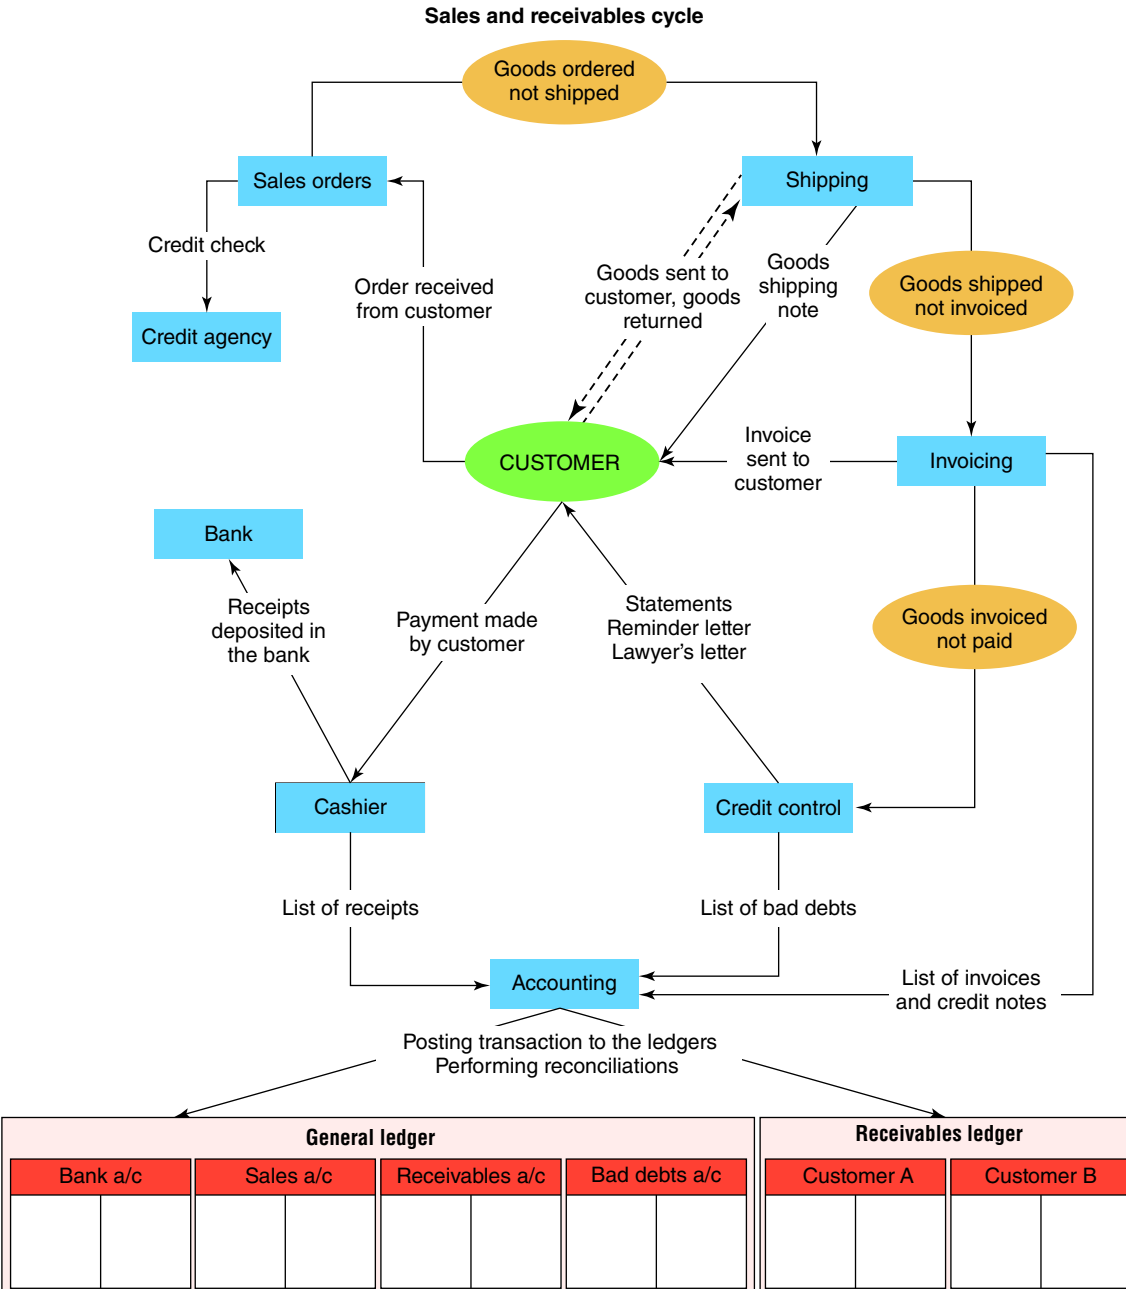 Sales and receivables cycle
Goods ordered
not shipped
Sales orders
Shipping
Credit check
Goods sent to
customer, goods
returned
Goods
shipping
note
Goods shipped
not invoiced
Order received
from customer
Credit agency
CUSTOMER
Invoice
sent to
customer
Invoicing
Bank
Receipts
deposited in
the bank
Payment made
by customer
Statements
Reminder letter
Lawyer's letter
Goods invoiced
not paid
Cashier
Credit control
List of receipts
List of bad debts
Accounting
List of invoices
and credit notes
Posting transaction to the ledgers
Performing reconciliations
General ledger
Receivables ledger
Bank a/c
Sales a/c
Receivables a/c
Bad debts a/c
Customer A
Customer B